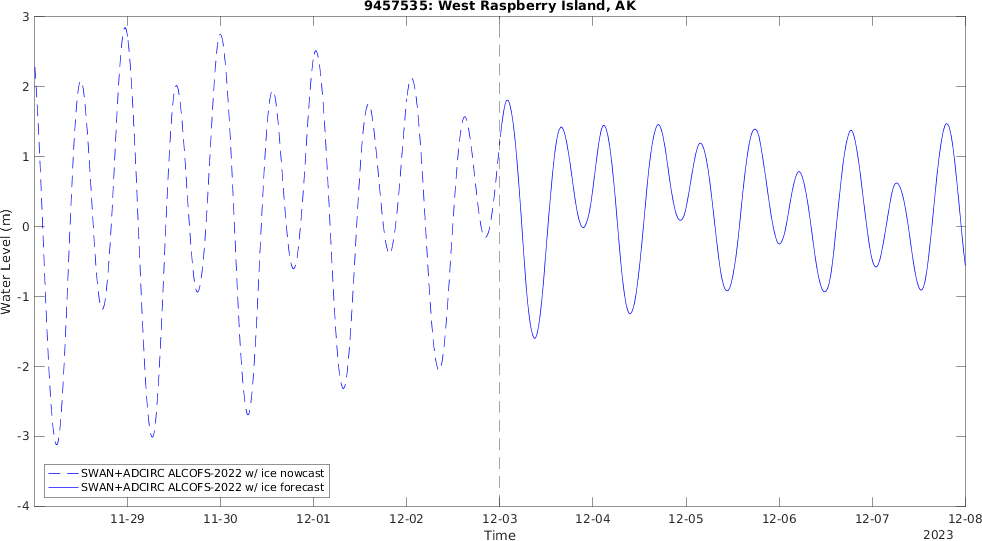 9457535: West Raspberry Island, AK
3
2
1
0
-1
-2
-3
-4
Water Level (m)
SWAN+ADCIRC ALCOFS-2022 w/ ice nowcast
SWAN+ADCIRC ALCOFS-2022 w/ ice forecast
11-29 11-30 12-01 12-02 12-03 12-04 12-05 12-06 12-07 12-08
Time
2023